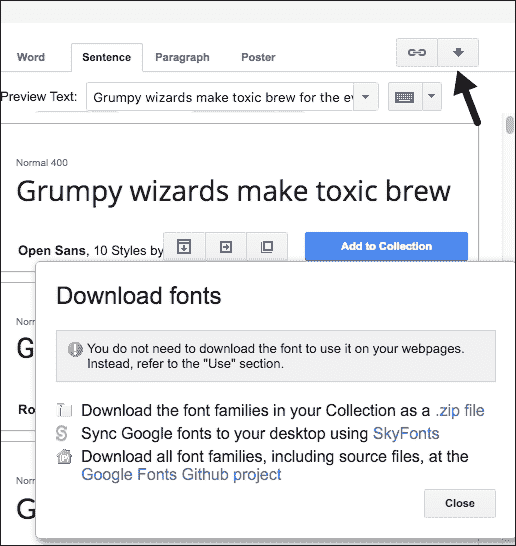 Word Sentence Paragraph Poster
Preview Text: Grumpy wizards make toxic brew for the ev
Normal 400
Grumpy wizards make toxic brew
Open Sans, 10 Styles by
Add to Collection
Download fonts
Norm
G
You do not need to download the font to use it on your webpages.
Instead, refer to the "Use" section.
Ro
Download the font families in your Collection as a .zip file
Sync Google fonts to your desktop using SkyFonts
Download all font families, including source files, at the
Google Fonts Github project
Norm
G
Close